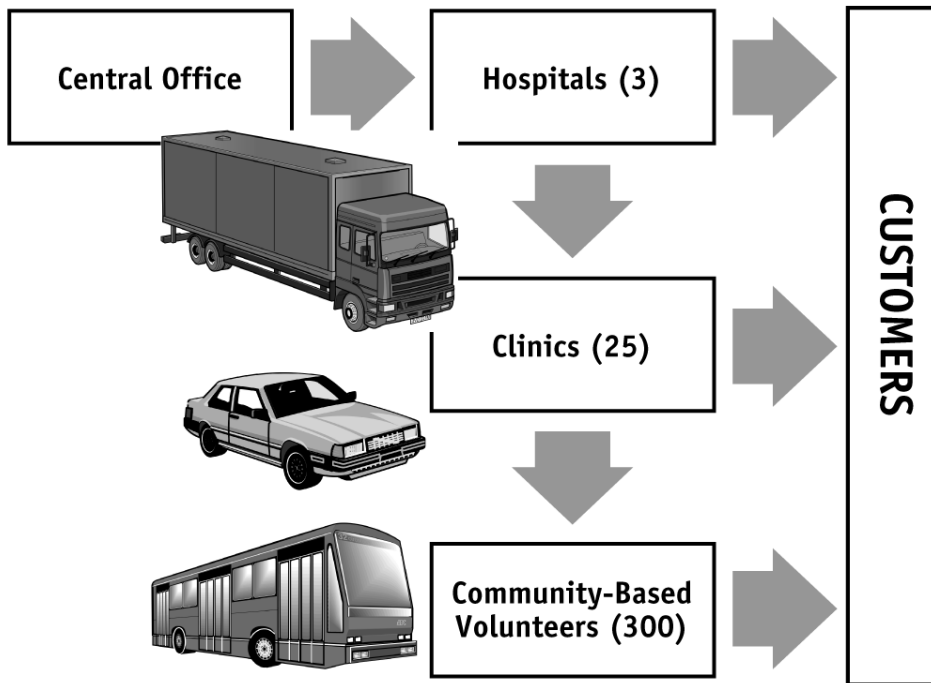 Central Office
Hospitals (3)
Clinics (25)
Community-Based
Volunteers (300)
CUSTOMERS